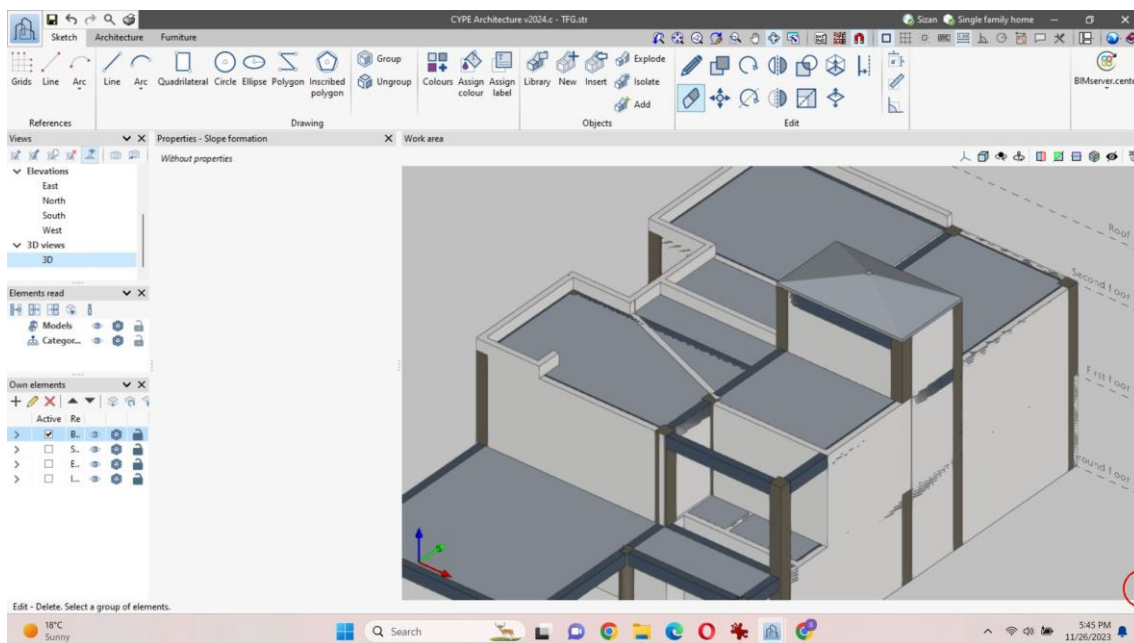 CYPE Architecture v2024.c - TFG.str
Sizan
Single family home
Sketch
Architecture
Furniture
Grids
Line
Arc
Line
Arc
Quadrilateral
Circle
Ellipse
Polygon
Inscribed
polygon
Group
Ungroup
Colours
Assign
colour
Assign
label
Library
New
Insert
Explode
Isolate
Add
BIMserver.cente
References
Drawing
Objects
Edit
Views
Properties - Slope formation
Work area
Without properties
Elevations
East
North
South
West
3D views
3D
Elements read
Models
Categor...
Own elements
Active
Re
B..
S..
E..
I...
Roof
Second floor
First floor
round floor
Edit - Delete. Select a group of elements.
18°C
Sunny
Search
5:45 PM
11/26/2023